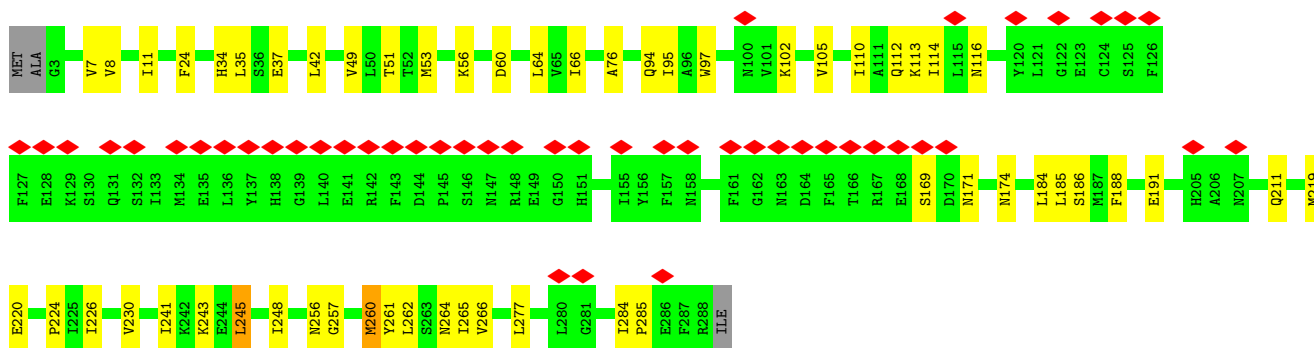 MET ALA G3 V7 V8 I11 F24 H34 L35 S36 E37 L42 V49 L50 T51 T52 M53 K56 D60 L64 V65 I66 A76 Q94 I95 A96 W97 N100 V101 K102 V105 I110 A111 Q112 K113 I114 L115 N116 Y120 L121 G122 E123 C124 S125 F126
F127 E128 K129 S130 Q131 S132 I133 M134 E135 L136 Y137 H138 G139 L140 E141 R142 F143 D144 P145 S146 N147 R148 E149 G150 H151 I155 Y156 F157 N158 F161 G162 N163 D164 F165 T166 R167 E168 S169 D170 N171 N174 L184 L185 S186 M187 F188 E191 H205 A206 N207 Q211 M219
E220 P224 I225 I226 V230 I241 K242 K243 E244 L245 I248 N256 G257 M260 Y261 L262 S263 N264 I265 V266 L277 L280 G281 I284 P285 E286 F287 R288 ILE